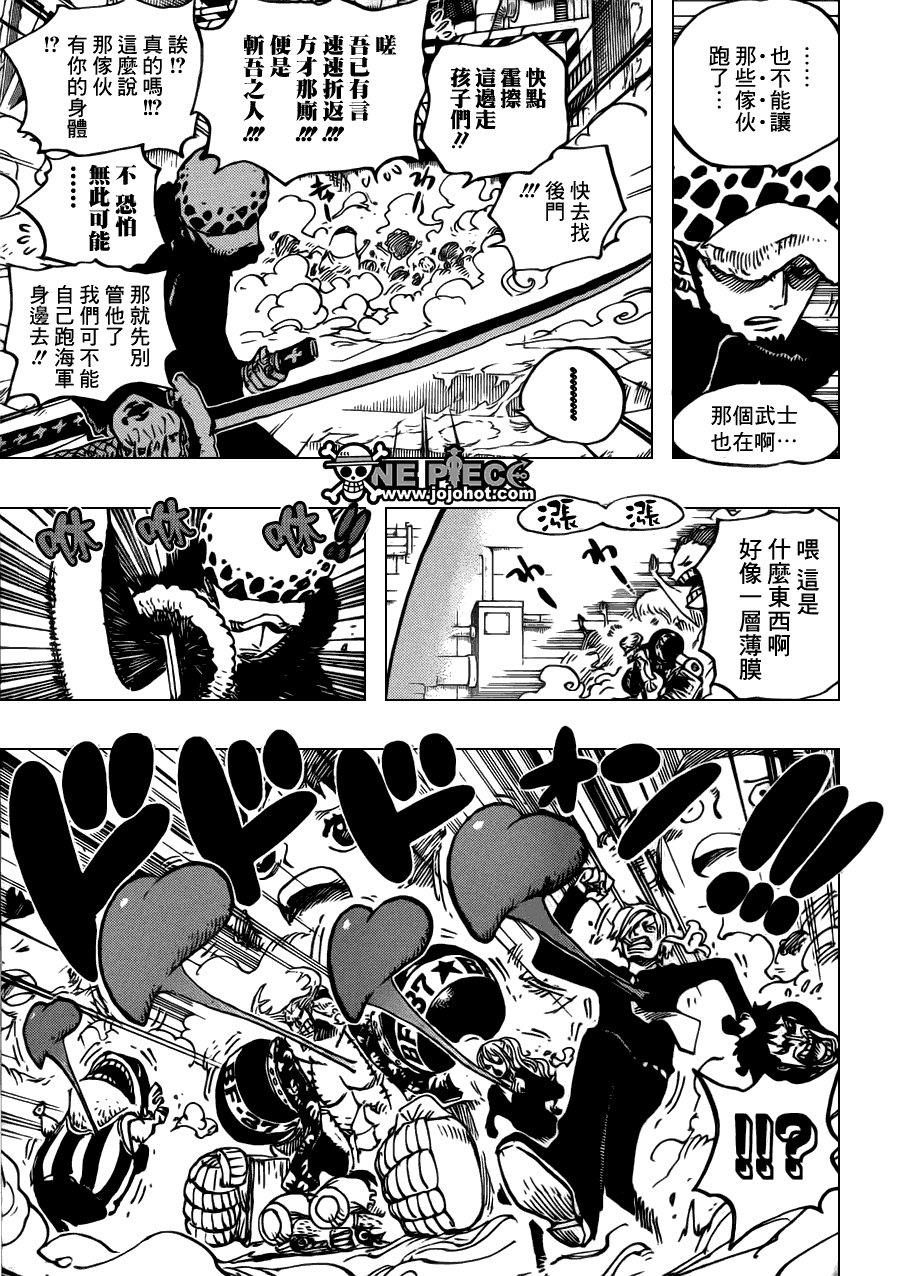 ……
也不能讓
那些傢伙
跑了…
那個武士
也在啊…
快點
霍擦
這邊走
孩子們!!
嗟
吾已有言
速速折返!!!
方才那廝
便是
斬吾之人!!!
誒!?
真的嗎!!?
這麼說
那傢伙
有你的身體
!?
快去找
後門
!!!
不 恐怕
無此可能
……
那就先別
管他了
我們可不能
自己跑海軍
身邊去!!
…………
ONE PIECE
www.jojohot.com
喂 這是
什麼東西啊
好像一層薄膜
漲 漲
わ
わ
咻
咻
咻
!!
ドドドオー!!!
37★B
BF
!!?